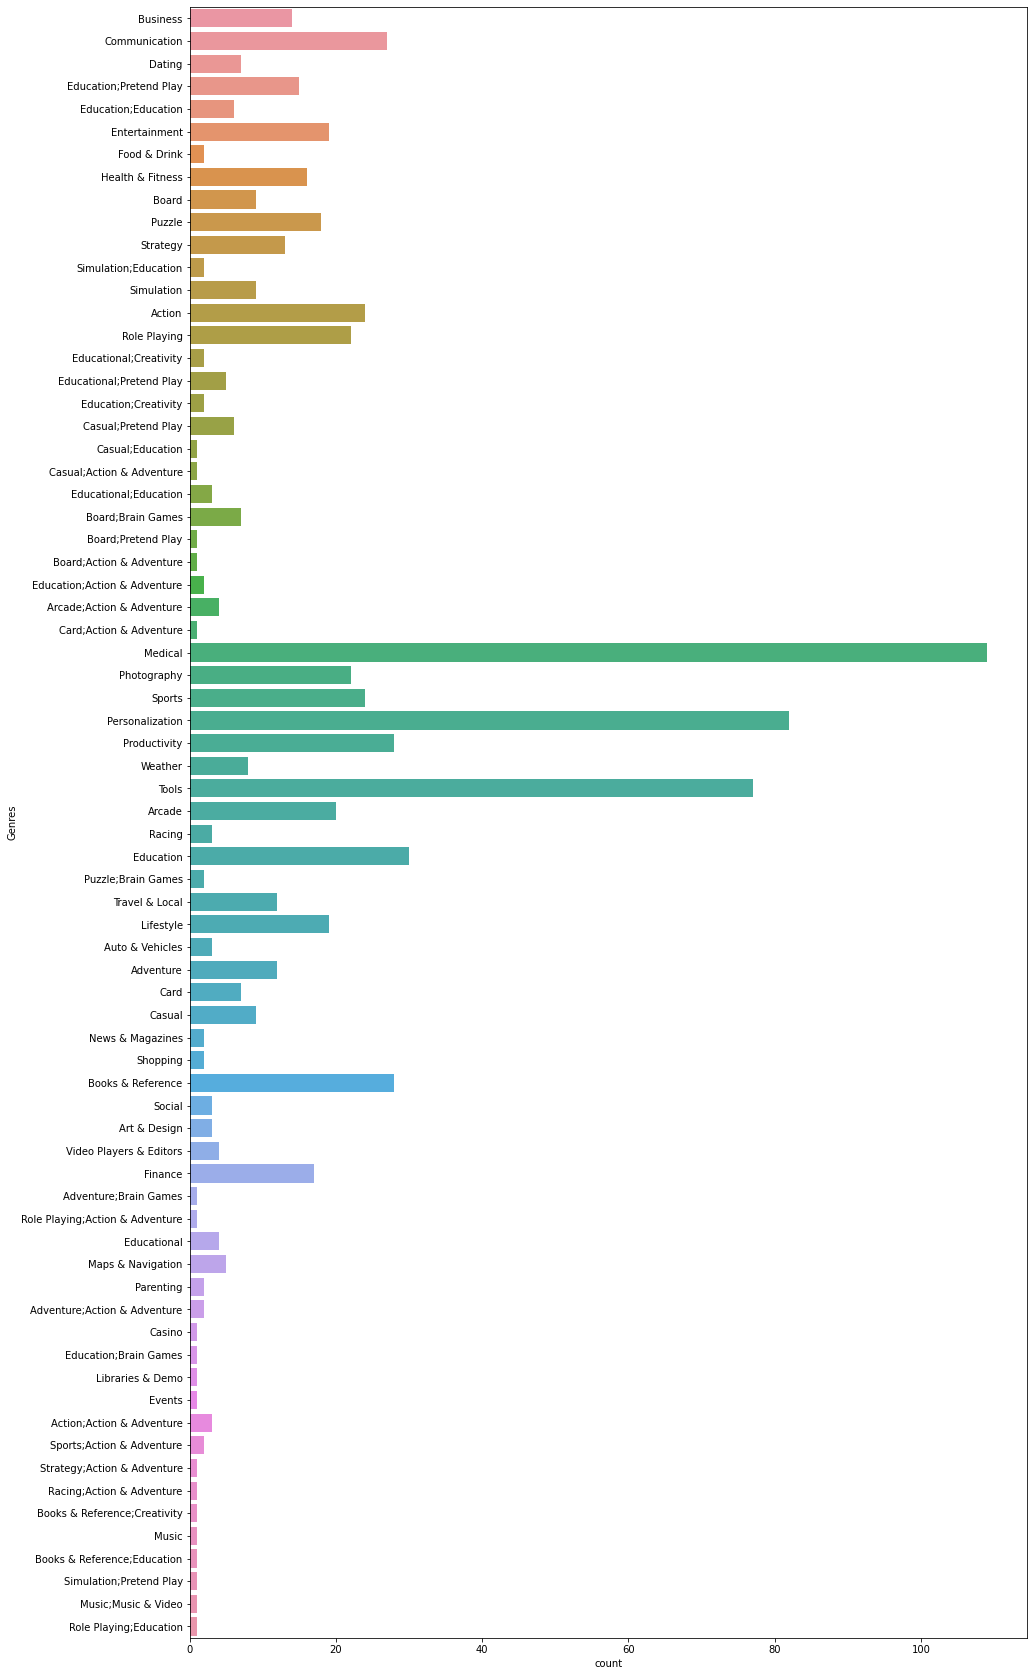 Business
Communication
Dating
Education;Pretend Play
Education;Education
Entertainment
Food & Drink
Health & Fitness
Board
Puzzle
Strategy
Simulation;Education
Simulation
Action
Role Playing
Educational;Creativity
Educational;Pretend Play
Education;Creativity
Casual;Pretend Play
Casual;Education
Casual;Action & Adventure
Educational;Education
Board;Brain Games
Board;Pretend Play
Board;Action & Adventure
Education;Action & Adventure
Arcade;Action & Adventure
Card;Action & Adventure
Medical
Photography
Sports
Personalization
Productivity
Weather
Tools
Genres
Arcade
Racing
Education
Puzzle;Brain Games
Travel & Local
Lifestyle
Auto & Vehicles
Adventure
Card
Casual
News & Magazines
Shopping
Books & Reference
Social
Art & Design
Video Players & Editors
Finance
Adventure;Brain Games
Role Playing;Action & Adventure
Educational
Maps & Navigation
Parenting
Adventure;Action & Adventure
Casino
Education;Brain Games
Libraries & Demo
Events
Action;Action & Adventure
Sports;Action & Adventure
Strategy;Action & Adventure
Racing;Action & Adventure
Books & Reference;Creativity
Music
Books & Reference;Education
Simulation;Pretend Play
Music;Music & Video
Role Playing;Education
0 20 40 60 80 100
count